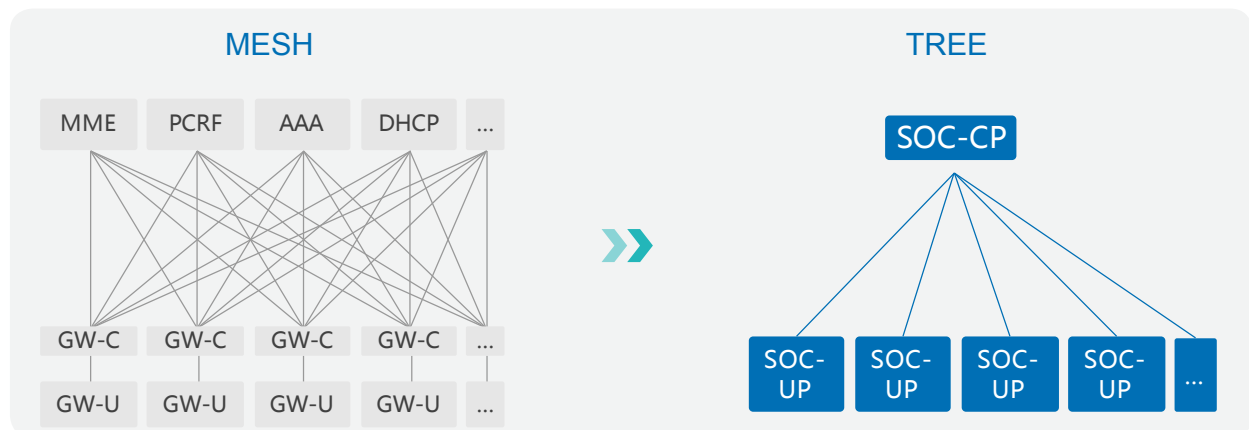 MESH
MME PCRF AAA DHCP ...
GW-C GW-C GW-C GW-C ...
GW-U GW-U GW-U GW-U ...
TREE
SOC-CP
SOC- SOC- SOC- SOC- ...
UP UP UP UP